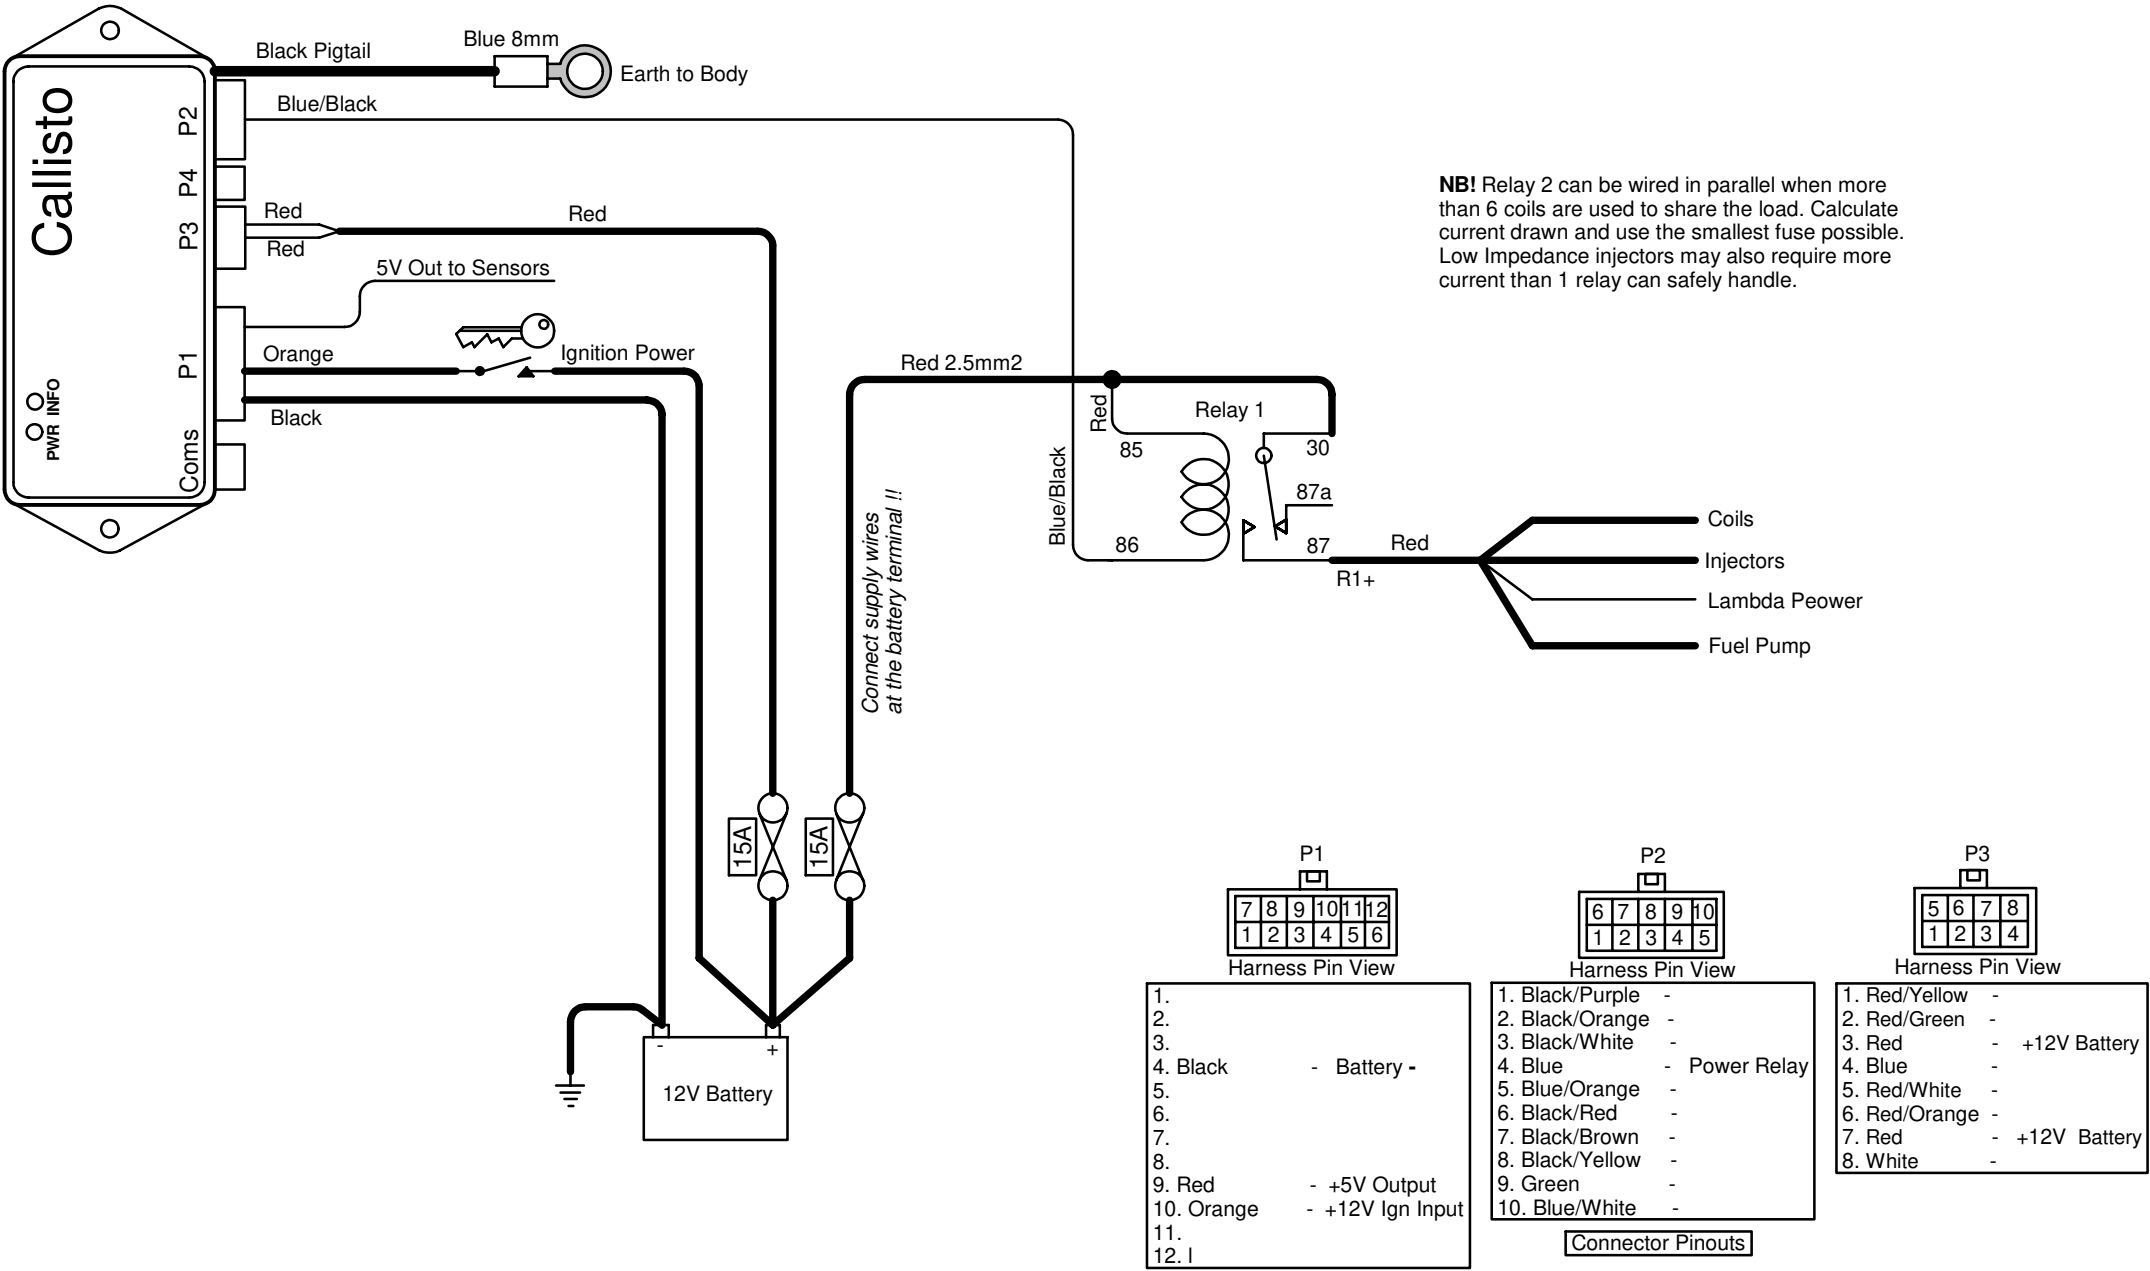 Callisto
P2
P4
P3
P1
Coms
INFO
PWR
Black Pigtail
Blue 8mm
Earth to Body
Blue/Black
Red
Red
Red
5V Out to Sensors
Orange
Ignition Power
Black
NB! Relay 2 can be wired in parallel when more
than 6 coils are used to share the load. Calculate
current drawn and use the smallest fuse possible.
Low Impedance injectors may also require more
current than 1 relay can safely handle.
Red 2.5mm2
Red
Relay 1
85
30
87a
86
87
Blue/Black
R1+
Red
Coils
Injectors
Lambda Peower
Fuel Pump
Connect supply wires
at the battery terminal !!
15A
15A
- +
12V Battery
P1
7 8 9 10 11 12
1 2 3 4 5 6
Harness Pin View
1.
2.
3.
4. Black - Battery -
5.
6.
7.
8.
9. Red - +5V Output
10. Orange - +12V Ign Input
11.
12. l
P2
6 7 8 9 10
1 2 3 4 5
Harness Pin View
1. Black/Purple -
2. Black/Orange -
3. Black/White -
4. Blue - Power Relay
5. Blue/Orange -
6. Black/Red -
7. Black/Brown -
8. Black/Yellow -
9. Green -
10. Blue/White -
Connector Pinouts
P3
5 6 7 8
1 2 3 4
Harness Pin View
1. Red/Yellow -
2. Red/Green -
3. Red - +12V Battery
4. Blue -
5. Red/White -
6. Red/Orange -
7. Red - +12V Battery
8. White -